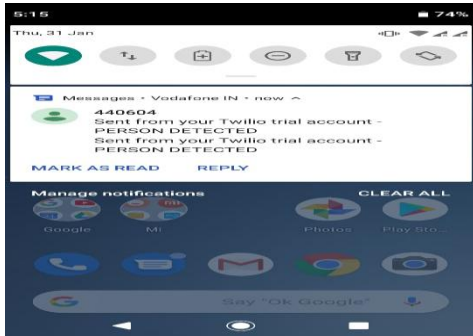 5:15
74%
Thu, 31 Jan
Messages • Vodafone IN • now
440604
Sent from your Twilio trial account -
PERSON DETECTED
Sent from your Twilio trial account -
PERSON DETECTED
MARK AS READ REPLY
Manage notifications CLEAR ALL
Google Mi Photos Play Sto...
G Say "Ok Google"